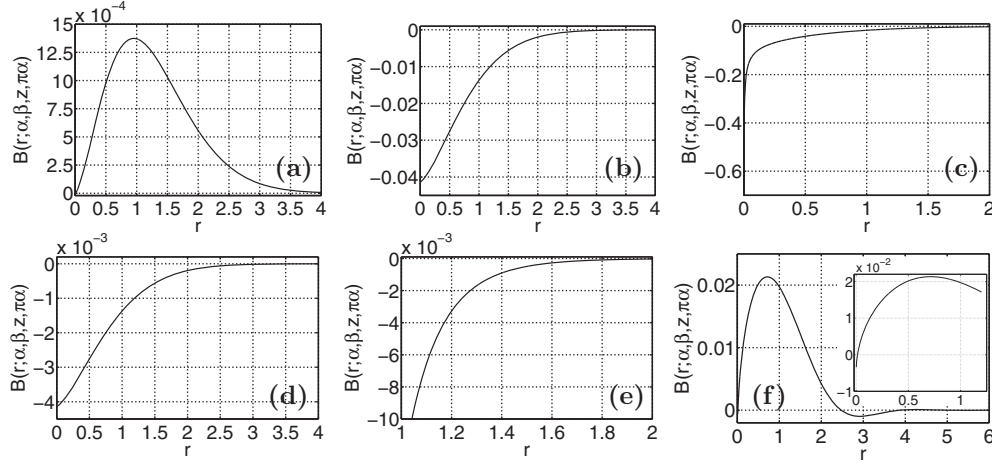 x 10⁻⁴
15
12.5
10
7.5
5
2.5
0
0 0.5 1 1.5 2 2.5 3 3.5 4
r
B(r;α,β,z,πα)
(a)
0
−0.01
−0.02
−0.03
−0.04
0 0.5 1 1.5 2 2.5 3 3.5 4
r
B(r;α,β,z,πα)
(b)
0
−0.2
−0.4
−0.6
0 0.5 1 1.5 2
r
B(r;α,β,z,πα)
(c)
x 10⁻³
0
−1
−2
−3
−4
0 0.5 1 1.5 2 2.5 3 3.5 4
r
B(r;α,β,z,πα)
(d)
x 10⁻³
0
−2
−4
−6
−8
−10
1 1.2 1.4 1.6 1.8 2
r
B(r;α,β,z,πα)
(e)
0.02
0.01
0
0 1 2 3 4 5 6
r
B(r;α,β,z,πα)
(f)
x 10⁻²
2
1
0
−1
0 0.5 1